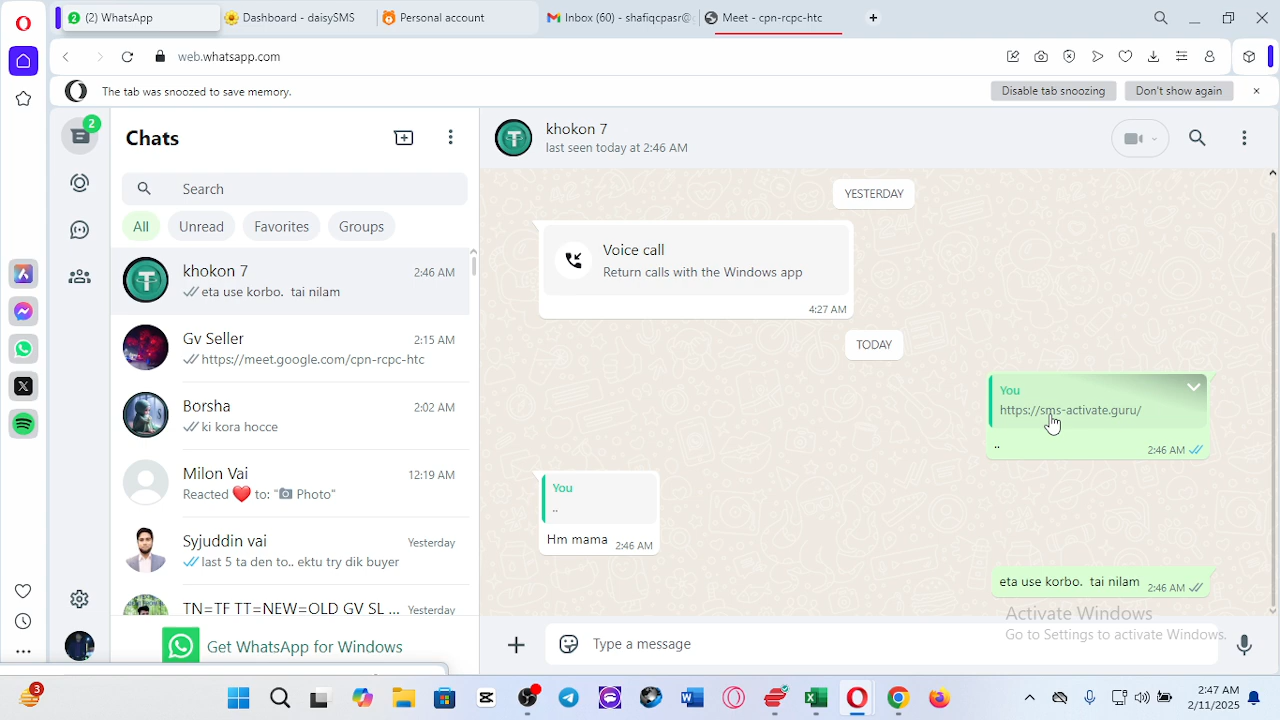 2
(2) WhatsApp
Dashboard - daisySMS
Personal account
Inbox (60) - shafiqcpasr@
Meet - cpn-rcpc-htc
web.whatsapp.com
The tab was snoozed to save memory.
Disable tab snoozing
Don't show again
2
Chats
Search
All
Unread
Favorites
Groups
khokon 7
2:46 AM
eta use korbo. tai nilam
Gv Seller
2:15 AM
https://meet.google.com/cpn-rcpc-htc
Borsha
2:02 AM
ki kora hocce
Milon Vai
12:19 AM
Reacted ❤️ to: "📷 Photo"
Syjuddin vai
Yesterday
last 5 ta den to.. ektu try dik buyer
TN=TF TT=NEW=OLD GV SL ...
Yesterday
Get WhatsApp for Windows
khokon 7
last seen today at 2:46 AM
YESTERDAY
Voice call
Return calls with the Windows app
4:27 AM
TODAY
You
https://sms-activate.guru/
..
2:46 AM
You
..
Hm mama
2:46 AM
eta use korbo. tai nilam
2:46 AM
Type a message
Activate Windows
Go to Settings to activate Windows.
3
2:47 AM
2/11/2025